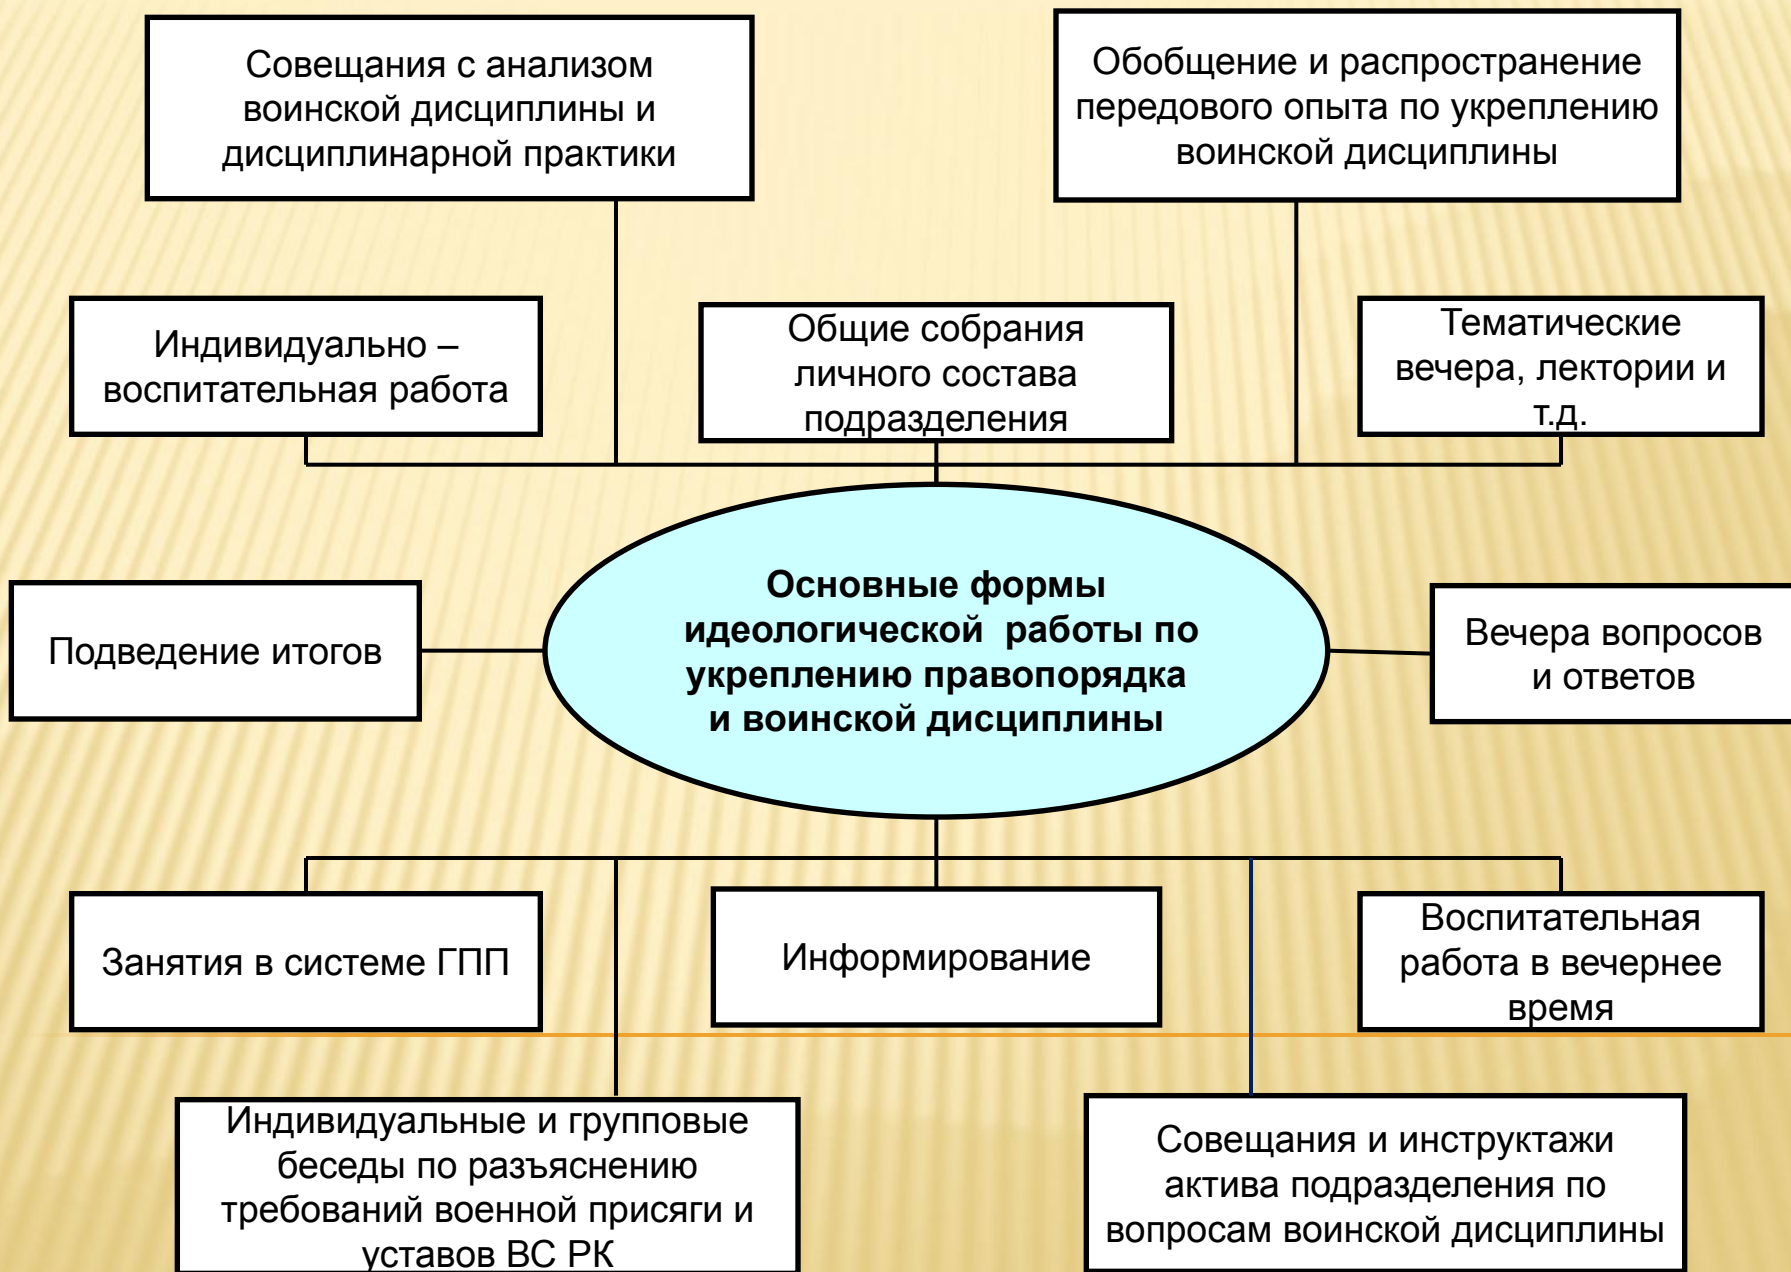 Совещания с анализом
воинской дисциплины и
дисциплинарной практики
Обобщение и распространение
передового опыта по укреплению
воинской дисциплины
Индивидуально –
воспитательная работа
Общие собрания
личного состава
подразделения
Тематические
вечера, лектории и
т.д.
Подведение итогов
Основные формы
идеологической работы по
укреплению правопорядка
и воинской дисциплины
Вечера вопросов
и ответов
Занятия в системе ГПП
Информирование
Воспитательная
работа в вечернее
время
Индивидуальные и групповые
беседы по разъяснению
требований военной присяги и
уставов ВС РК
Совещания и инструктажи
актива подразделения по
вопросам воинской дисциплины